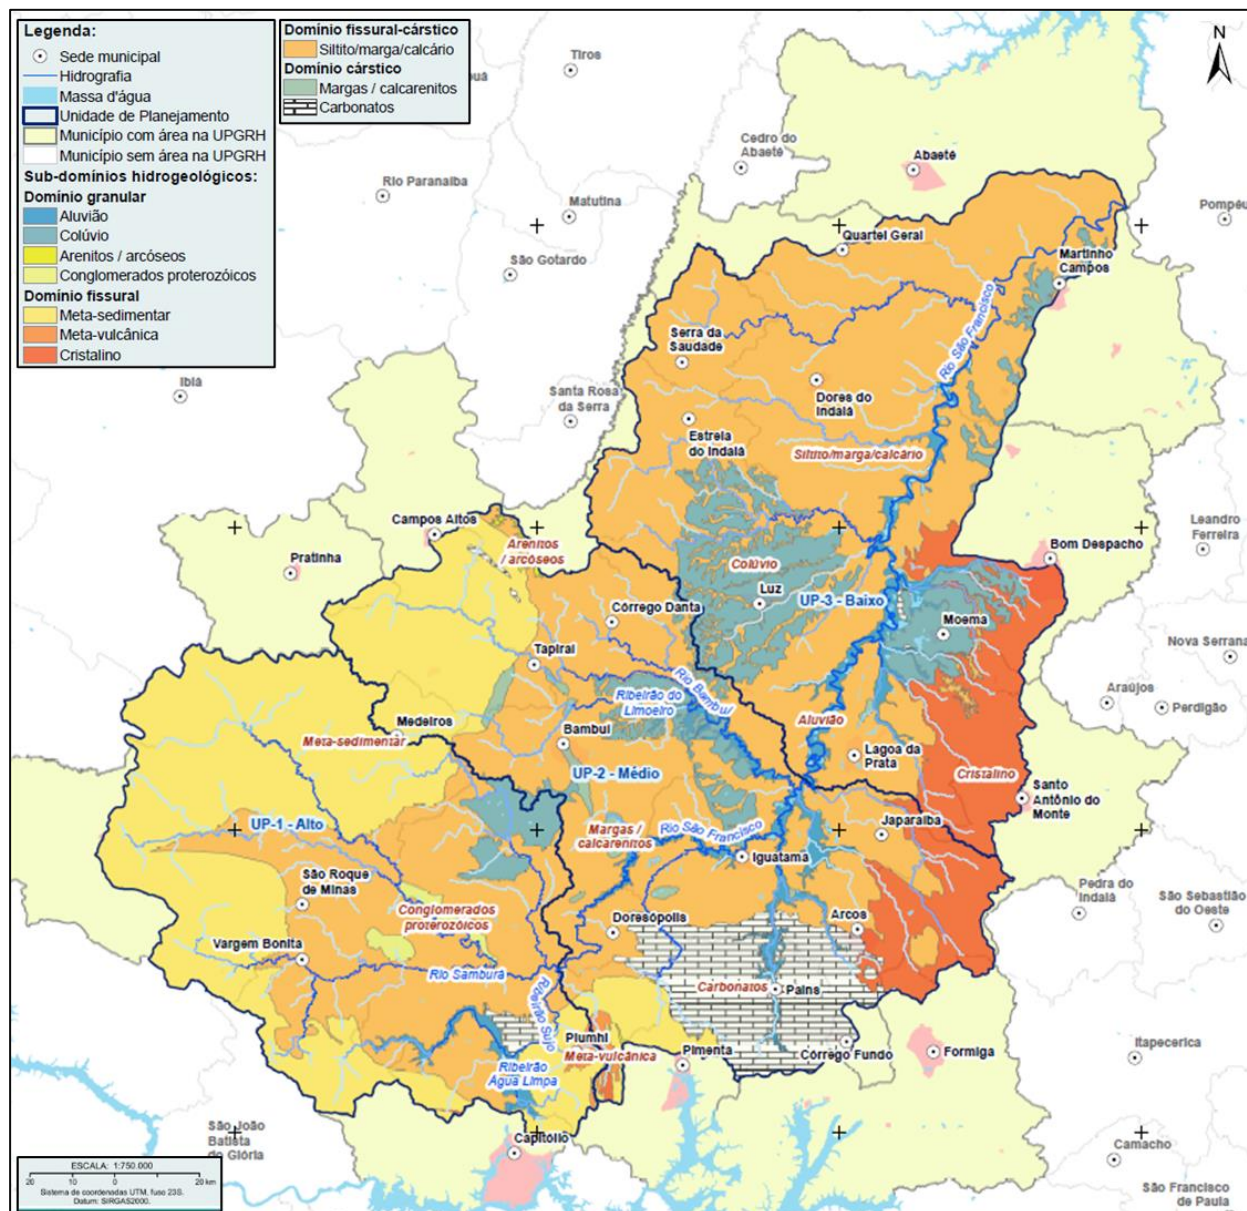 Legenda:
Sede municipal
Hidrografia
Massa d'água
Unidade de Planejamento
Município com área na UPGRH
Município sem área na UPGRH
Sub-domínios hidrogeológicos:
Domínio granular
Aluvião
Colúvio
Arenitos / arcóseos
Conglomerados proterozóicos
Domínio fissural
Meta-sedimentar
Meta-vulcânica
Cristalino
Domínio fissural-cárstico
Siltito/marga/calcário
Domínio cárstico
Margas / calcarenitos
Carbonatos
N
Tiros
Cedro do
Abaeté
Abaeté
Rio Paranaíba
Matutina
Pompéu
Quartel Geral
São Gotardo
Martinho
Campos
Rio São Francisco
Serra da
Saudade
Ibiá
Santa Rosa
da Serra
Dores do
Indaiá
Estrela
do Indaiá
Siltito/marga/calcário
Campos Altos
Arenitos
/ arcóseos
Leandro
Ferreira
Pratinha
Bom Despacho
Colúvio
Luz
UP-3 - Baixo
Córrego Danta
Moema
Nova Serrana
Tapiraí
Rio Bambuí
Ribeirão do
Limoeiro
Araújos
Perdigão
Medeiros
Meta-sedimentar
Bambuí
Aluvião
Lagoa da
Prata
UP-2 - Médio
Cristalino
Santo
Antônio do
Monte
UP-1 - Alto
Margas /
calcarenitos
Rio São Francisco
Japaraíba
Iguatama
São Roque
de Minas
Pedra do
Indaiá
São Sebastião
do Oeste
Conglomerados
proterozóicos
Doresópolis
Arcos
Vargem Bonita
Rio Samburá
Ribeirão Sujo
Carbonatos
Pains
Piumhi
Meta-vulcânica
Pimenta
Córrego Fundo
Formiga
Itapecerica
Ribeirão
Água Limpa
São João
Batista
do Glória
Capitólio
Camacho
São Francisco
de Paula
ESCALA: 1:750.000
20 10 0 20 km
Sistema de coordenadas UTM, fuso 23S.
Datum: SIRGAS2000.